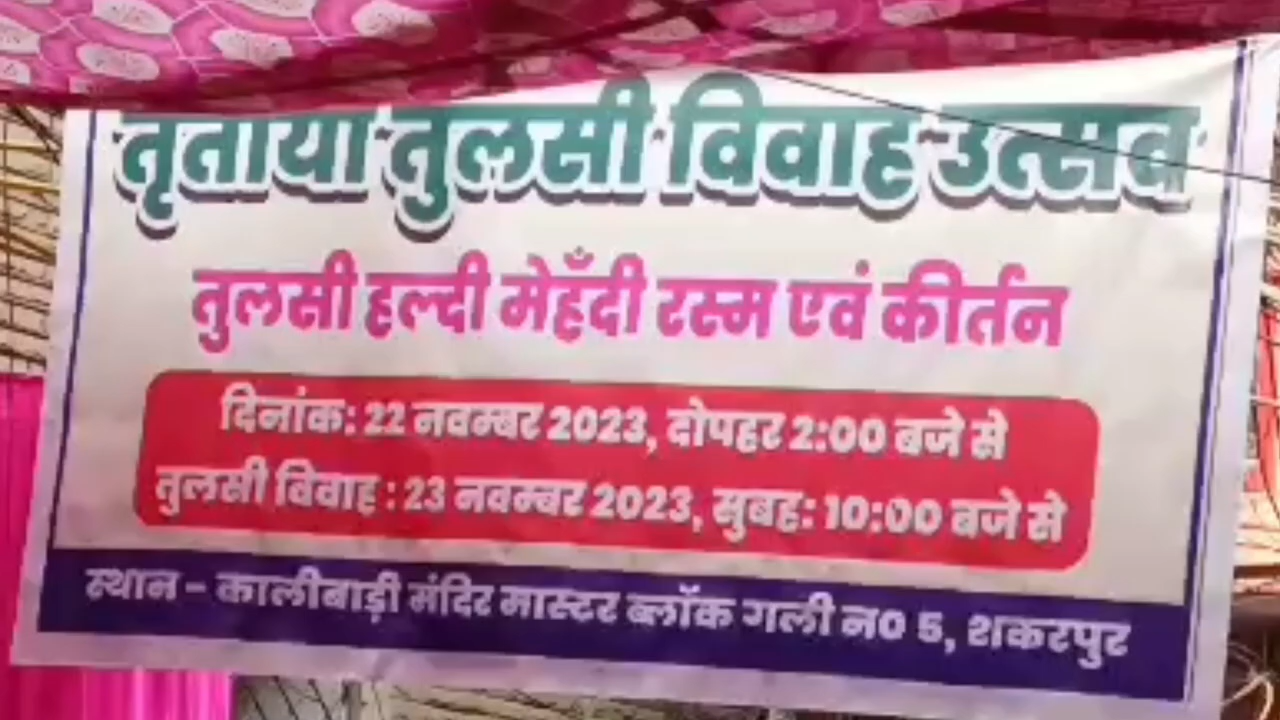 तृतीया तुलसी विवाह उत्सव
तुलसी हल्दी मेहँदी रस्म एवं कीर्तन
दिनांक: 22 नवम्बर 2023, दोपहर 2:00 बजे से
तुलसी विवाह : 23 नवम्बर 2023, सुबह: 10:00 बजे से
स्थान - कालीबाड़ी मंदिर मास्टर ब्लॉक गली न0 5, शकरपुर